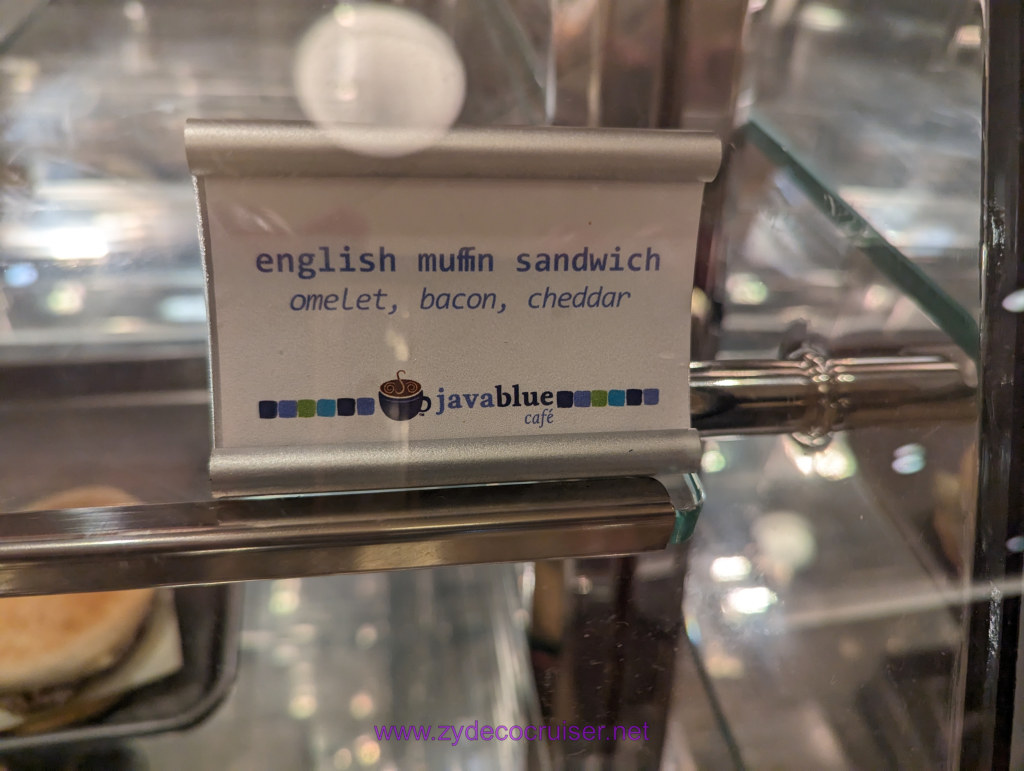 english muffin sandwich
omelet, bacon, cheddar
javablue
café
www.zydecocruiser.net